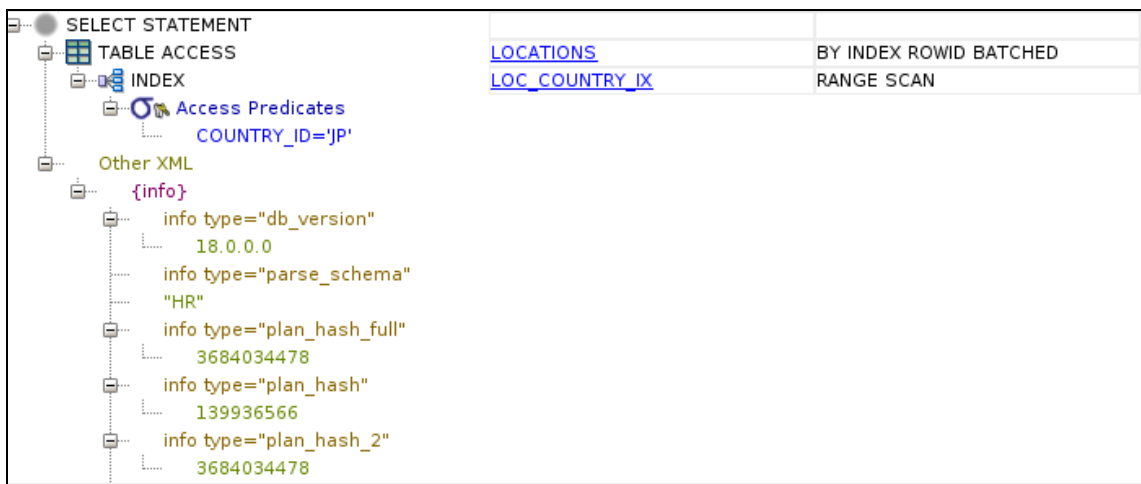 SELECT STATEMENT
TABLE ACCESS LOCATIONS BY INDEX ROWID BATCHED
INDEX LOC_COUNTRY_IX RANGE SCAN
Access Predicates
COUNTRY_ID='JP'
Other XML
{info}
info type="db_version"
18.0.0.0
info type="parse_schema"
"HR"
info type="plan_hash_full"
3684034478
info type="plan_hash"
139936566
info type="plan_hash_2"
3684034478